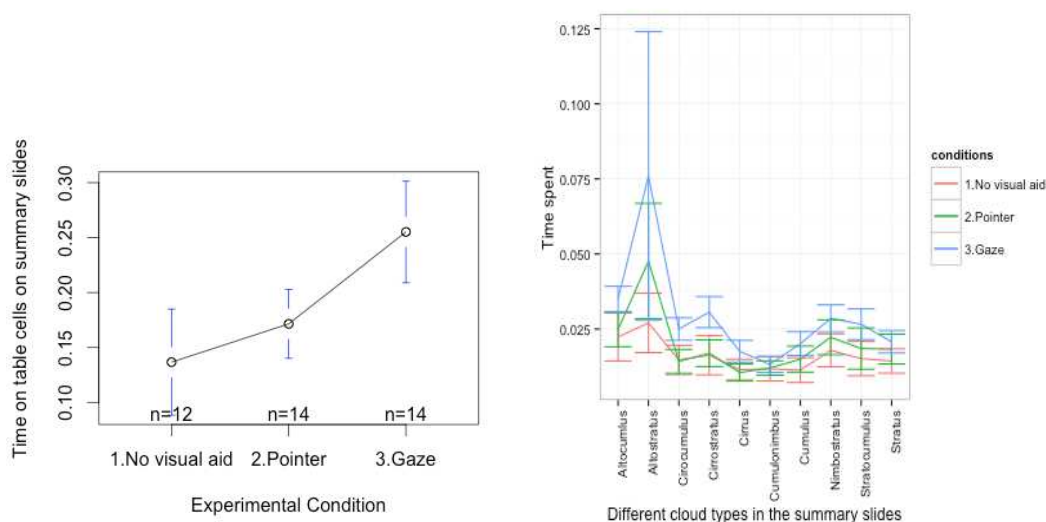 Time on table cells on summary slides
0.30
0.25
0.20
0.15
0.10
n=12
n=14
n=14
1.No visual aid
2.Pointer
3.Gaze
Experimental Condition
Time spent
0.125
0.100
0.075
0.050
0.025
Altocumlus
Altostratus
Cirocumulus
Cirrostratus
Cirrus
Cumulonimbus
Cumulus
Nimbostratus
Stratocumulus
Stratus
Different cloud types in the summary slides
conditions
1.No visual aid
2.Pointer
3.Gaze